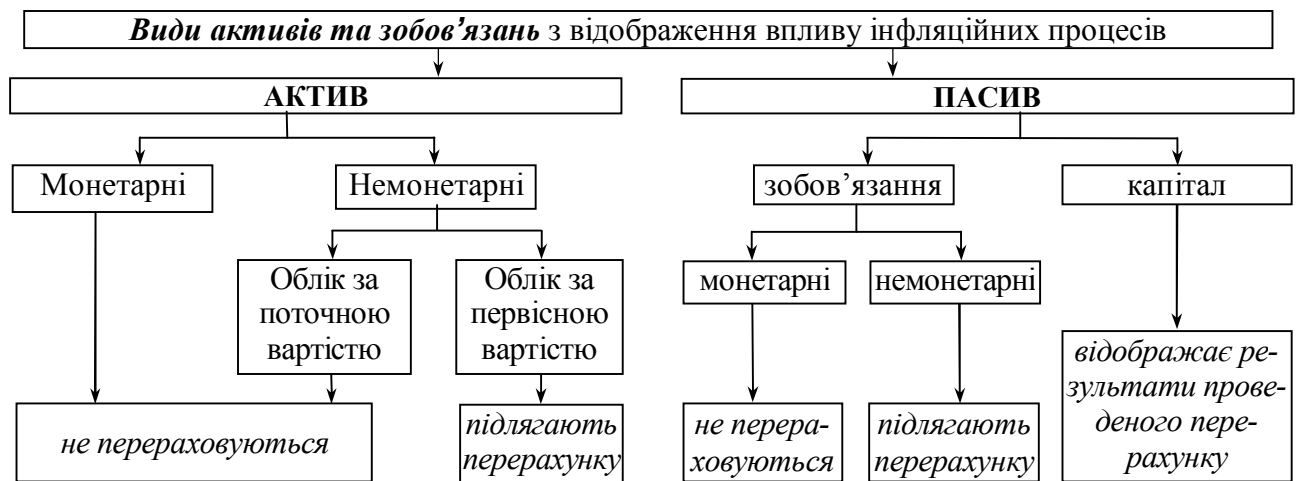 Види активів та зобов’язань з відображення впливу інфляційних процесів
АКТИВ
ПАСИВ
Монетарні
Немонетарні
зобов’язання
капітал
Облік за
поточною
вартістю
Облік за
первісною
вартістю
монетарні
немонетарні
не перераховуються
підлягають
перерахунку
не перера-
ховуються
підлягають
перерахунку
відображає ре-
зультати прове-
деного пере-
рахунку